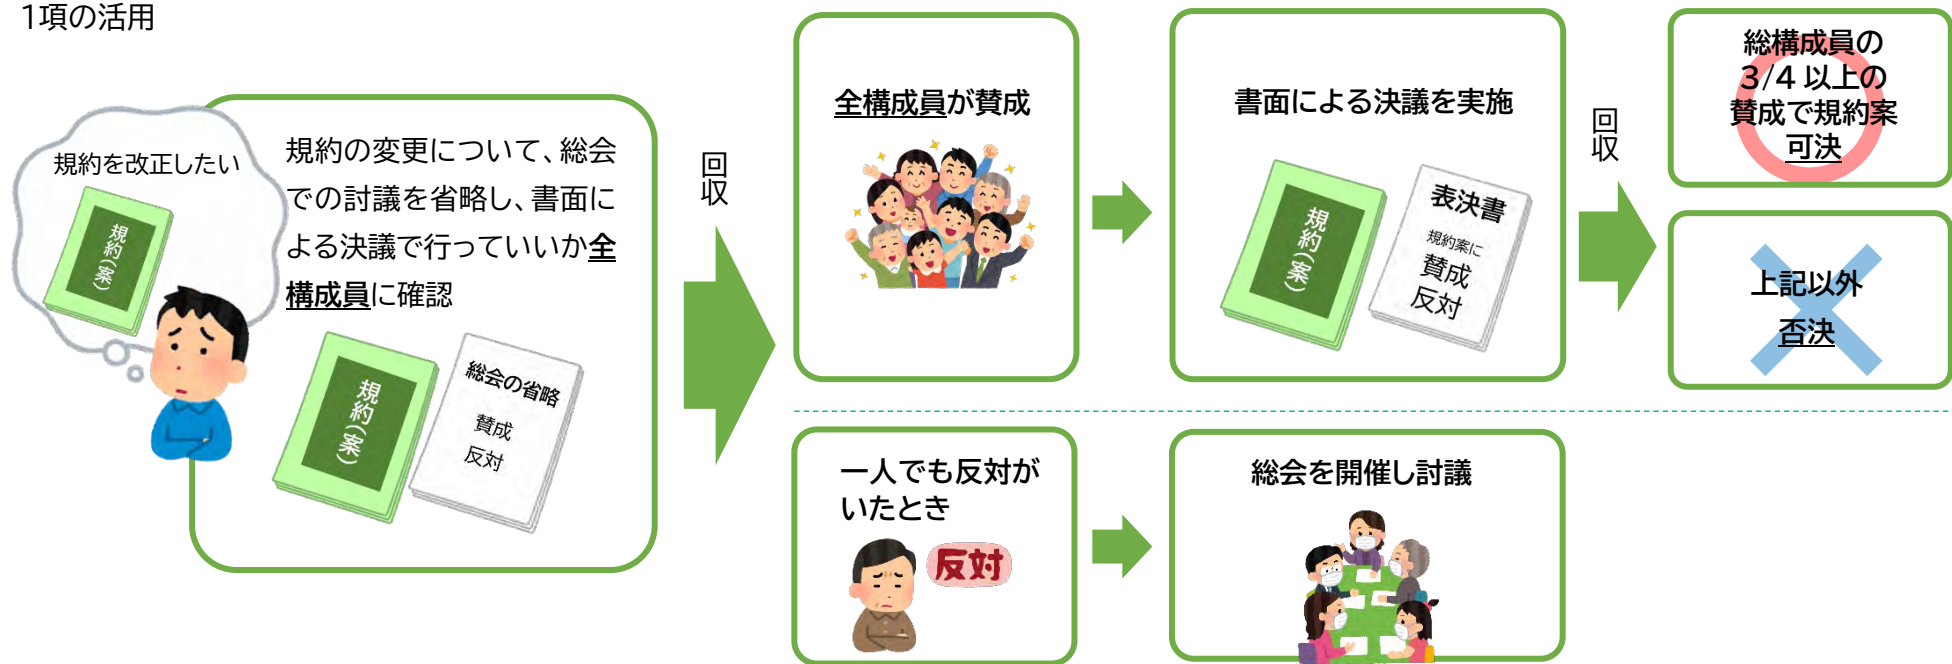 1項の活用
規約を改正したい
規約(案)
規約の変更について、総会
での討議を省略し、書面に
よる決議で行っていいか全
構成員に確認
規約(案)
総会の省略
賛成
反対
回収
全構成員が賛成
書面による決議を実施
規約(案)
表決書
規約案に
賛成
反対
回収
総構成員の
3/4 以上の
賛成で規約案
可決
上記以外
否決
一人でも反対が
いたとき
反対
総会を開催し討議